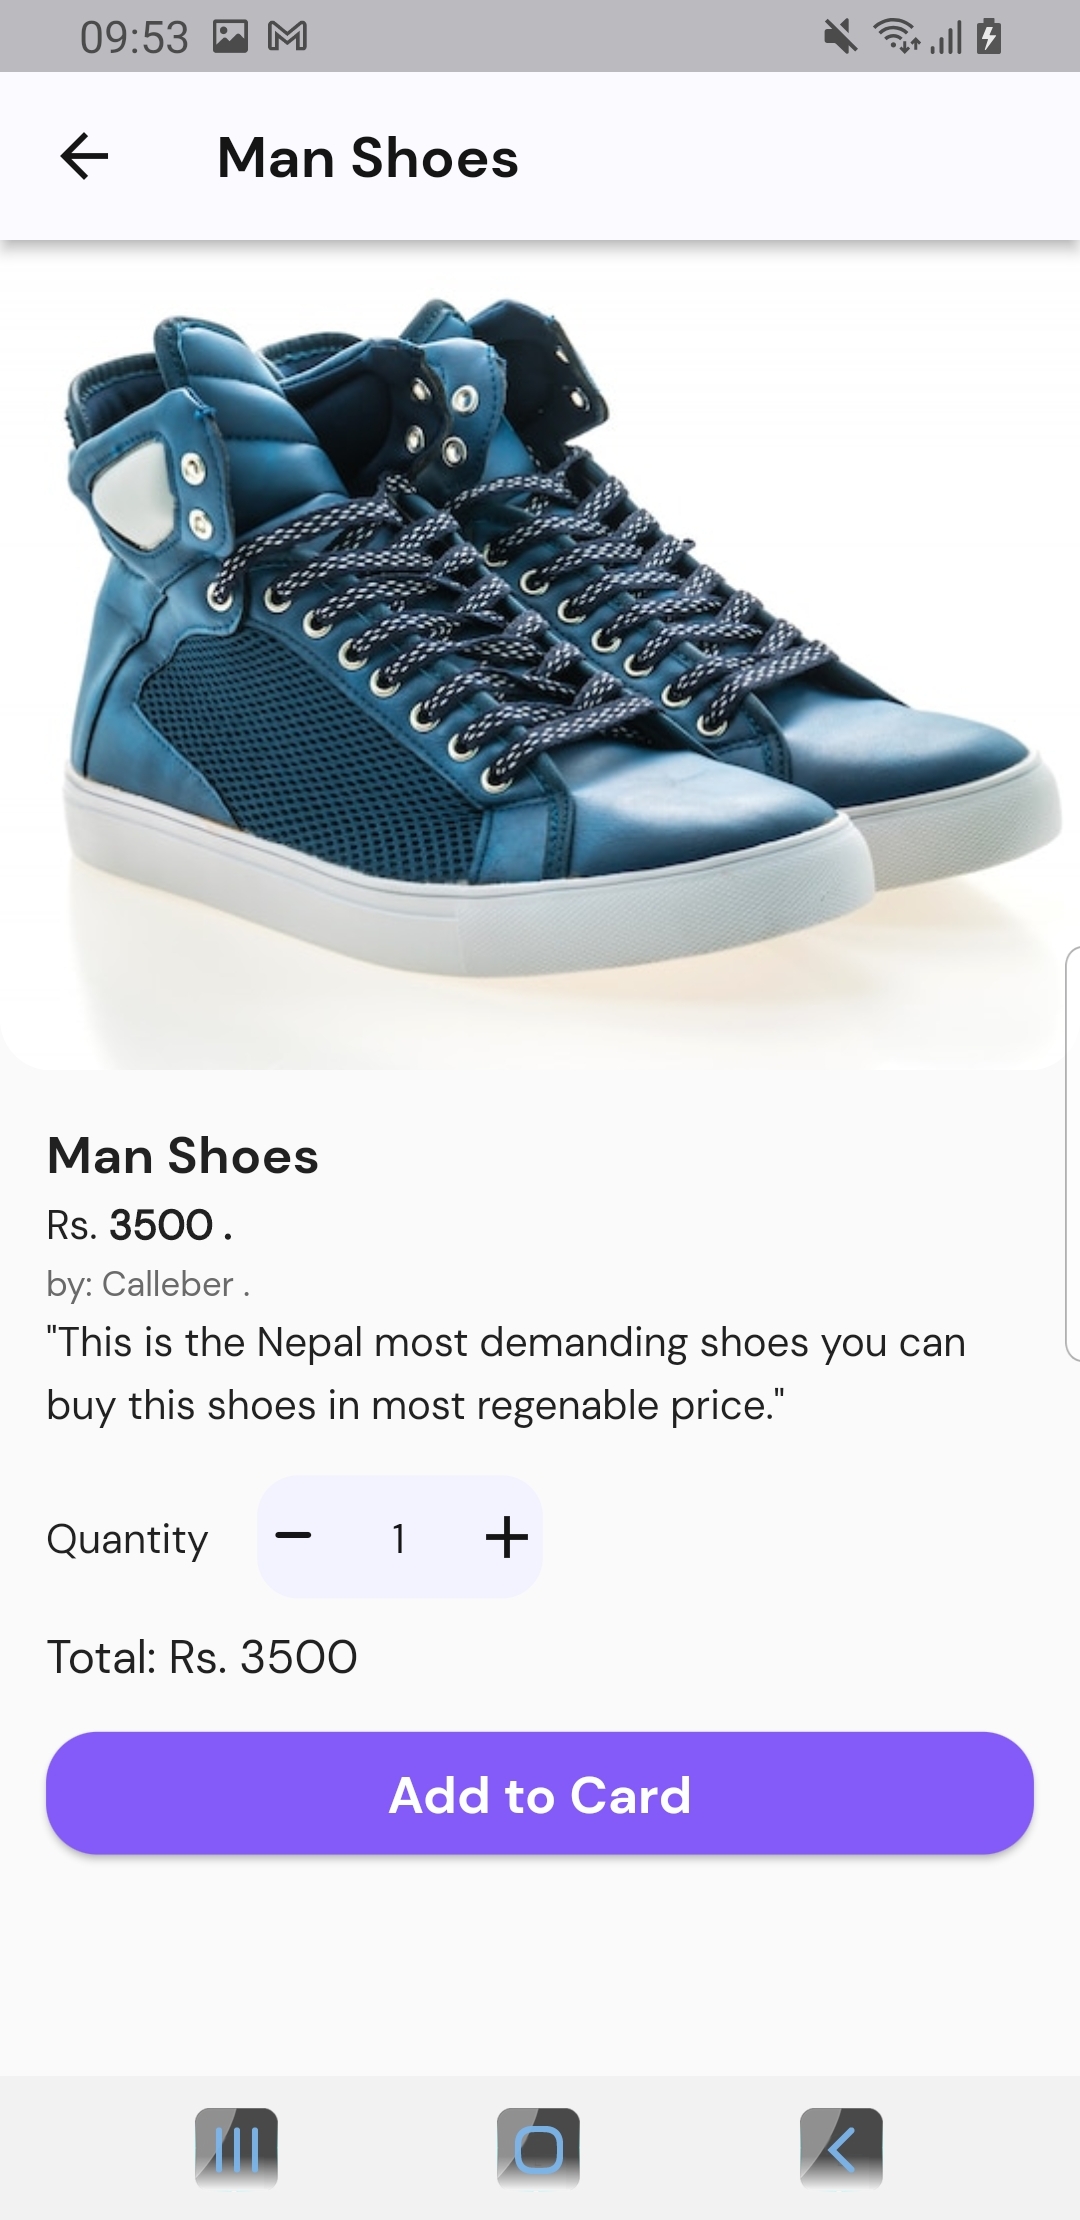 09:53
Man Shoes
Man Shoes
Rs. 3500 .
by: Calleber .
"This is the Nepal most demanding shoes you can
buy this shoes in most regenable price."
Quantity
1
Total: Rs. 3500
Add to Card